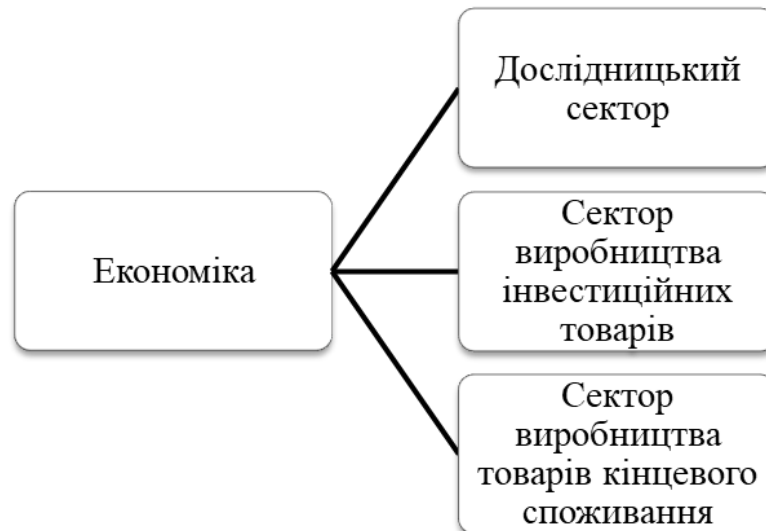 Дослідницький
сектор
Економіка
Сектор
виробництва
інвестиційних
товарів
Сектор
виробництва
товарів кінцевого
споживання